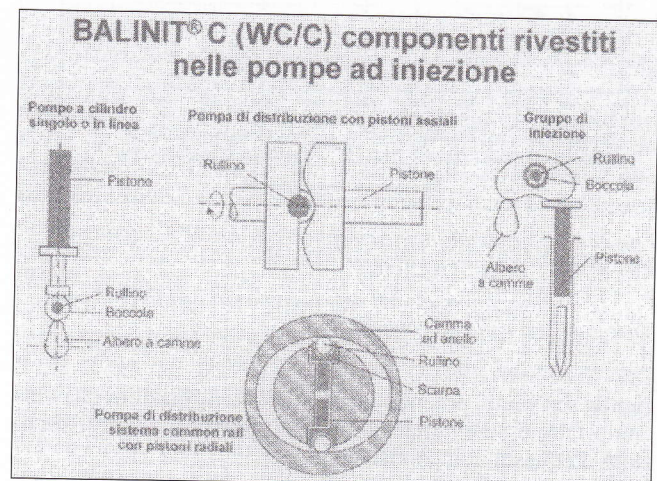 BALINIT® C (WC/C) componenti rivestiti
nelle pompe ad iniezione
Pompe a cilindro
singolo o in linea
Pistone
Rullino
Boccola
Albero a camme
Pompa di distribuzione con pistoni assiali
Rullino
Pistone
Gruppo di
iniezione
Rullino
Boccola
Albero
a camme
Pistone
Camma
ad anello
Rullino
Scarpa
Pistone
Pompa di distribuzione
sistema common rail
con pistoni radiali